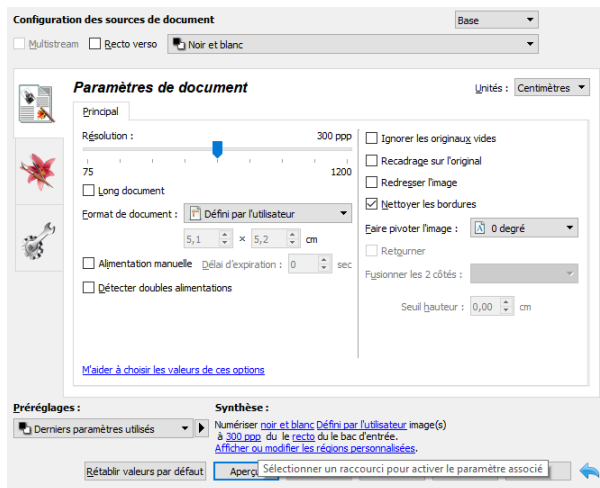 Configuration des sources de document
Base
Multistream
Recto verso
Noir et blanc
Paramètres de document
Unités :
Centimètres
Principal
Résolution :
300 ppp
75
1200
Long document
Format de document :
Défini par l'utilisateur
5,1 × 5,2 cm
Alimentation manuelle
Délai d'expiration :
0
sec
Détecter doubles alimentations
Ignorer les originaux vides
Recadrage sur l'original
Redresser l'image
Nettoyer les bordures
Faire pivoter l'image :
0 degré
Retourner
Fusionner les 2 côtés :
Seuil hauteur :
0,00
cm
M'aider à choisir les valeurs de ces options
Préréglages :
Derniers paramètres utilisés
Synthèse :
Numériser noir et blanc Défini par l'utilisateur image(s)
à 300 ppp du le recto du le bac d'entrée.
Afficher ou modifier les régions personnalisées.
Rétablir valeurs par défaut
Sélectionner un raccourci pour activer le paramètre associé